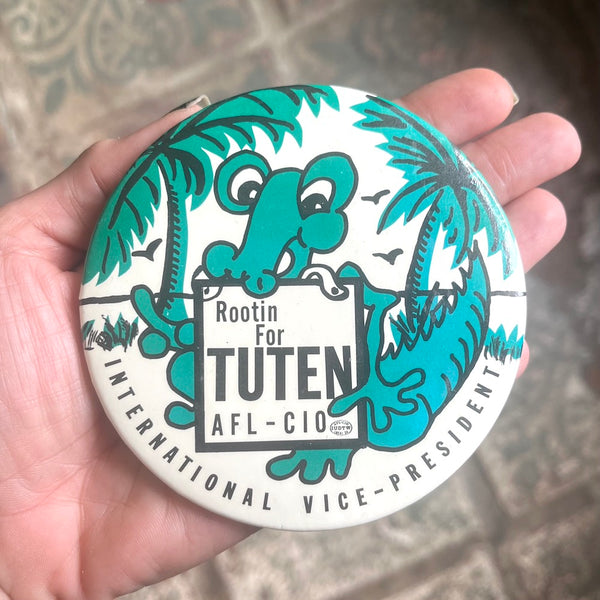 Rootin
For
TUTEN
AFL-CIO
INTERNATIONAL VICE-PRESIDENT